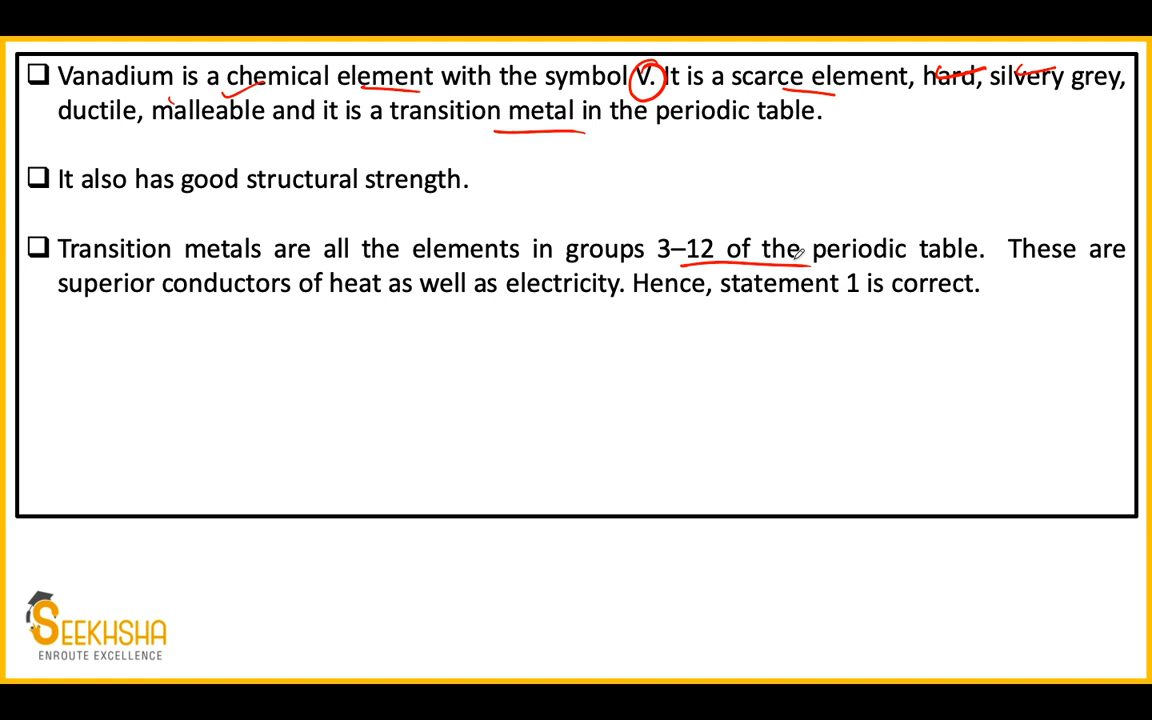 Vanadium is a chemical element with the symbol V. It is a scarce element, hard, silvery grey,
ductile, malleable and it is a transition metal in the periodic table.
It also has good structural strength.
Transition metals are all the elements in groups 3–12 of the periodic table. These are
superior conductors of heat as well as electricity. Hence, statement 1 is correct.
SEEKHSHA
ENROUTE EXCELLENCE